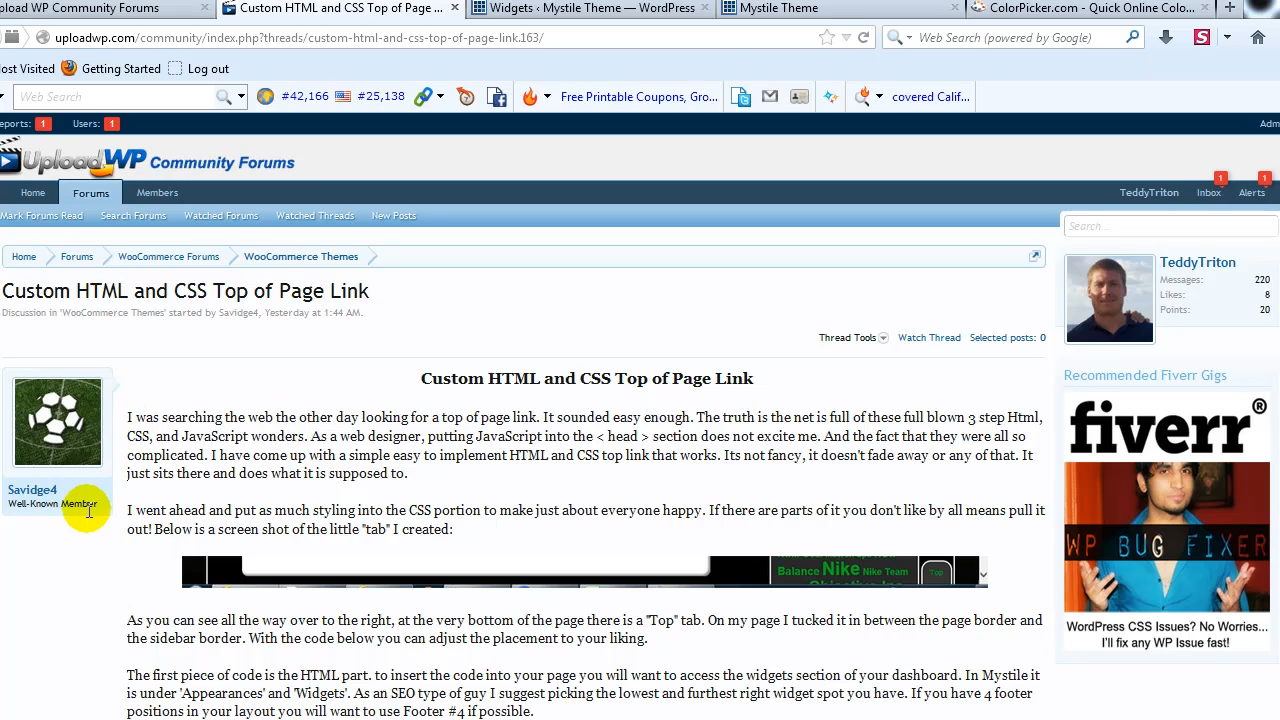 pload WP Community Forums
Custom HTML and CSS Top of Page ...
Widgets ‹ Mystile Theme — WordPress
Mystile Theme
ColorPicker.com - Quick Online Colo...
uploadwp.com/community/index.php?threads/custom-html-and-css-top-of-page-link.163/
Web Search (powered by Google)
ost Visited
Getting Started
Log out
Web Search
#42,166
#25,138
Free Printable Coupons, Gro...
covered Calif...
eports: 1
Users: 1
Adm
UploadWP Community Forums
Home
Forums
Members
TeddyTriton
Inbox 1
Alerts 1
Mark Forums Read
Search Forums
Watched Forums
Watched Threads
New Posts
Search...
Home
Forums
WooCommerce Forums
WooCommerce Themes
TeddyTriton
Messages: 220
Likes: 8
Points: 20
Custom HTML and CSS Top of Page Link
Discussion in 'WooCommerce Themes' started by Savidge4, Yesterday at 1:44 AM.
Thread Tools
Watch Thread
Selected posts: 0
Recommended Fiverr Gigs
fiverr®
WP BUG FIXER
WordPress CSS Issues? No Worries...
I'll fix any WP Issue fast!
Savidge4
Well-Known Member
Custom HTML and CSS Top of Page Link
I was searching the web the other day looking for a top of page link. It sounded easy enough. The truth is the net is full of these full blown 3 step Html,
CSS, and JavaScript wonders. As a web designer, putting JavaScript into the < head > section does not excite me. And the fact that they were all so
complicated. I have come up with a simple easy to implement HTML and CSS top link that works. Its not fancy, it doesn't fade away or any of that. It
just sits there and does what it is supposed to.
I went ahead and put as much styling into the CSS portion to make just about everyone happy. If there are parts of it you don't like by all means pull it
out! Below is a screen shot of the little "tab" I created:
Balance Nike Nike Team
Top
As you can see all the way over to the right, at the very bottom of the page there is a "Top" tab. On my page I tucked it in between the page border and
the sidebar border. With the code below you can adjust the placement to your liking.
The first piece of code is the HTML part. to insert the code into your page you will want to access the widgets section of your dashboard. In Mystile it
is under 'Appearances' and 'Widgets'. As an SEO type of guy I suggest picking the lowest and furthest right widget spot you have. If you have 4 footer
positions in your layout you will want to use Footer #4 if possible.